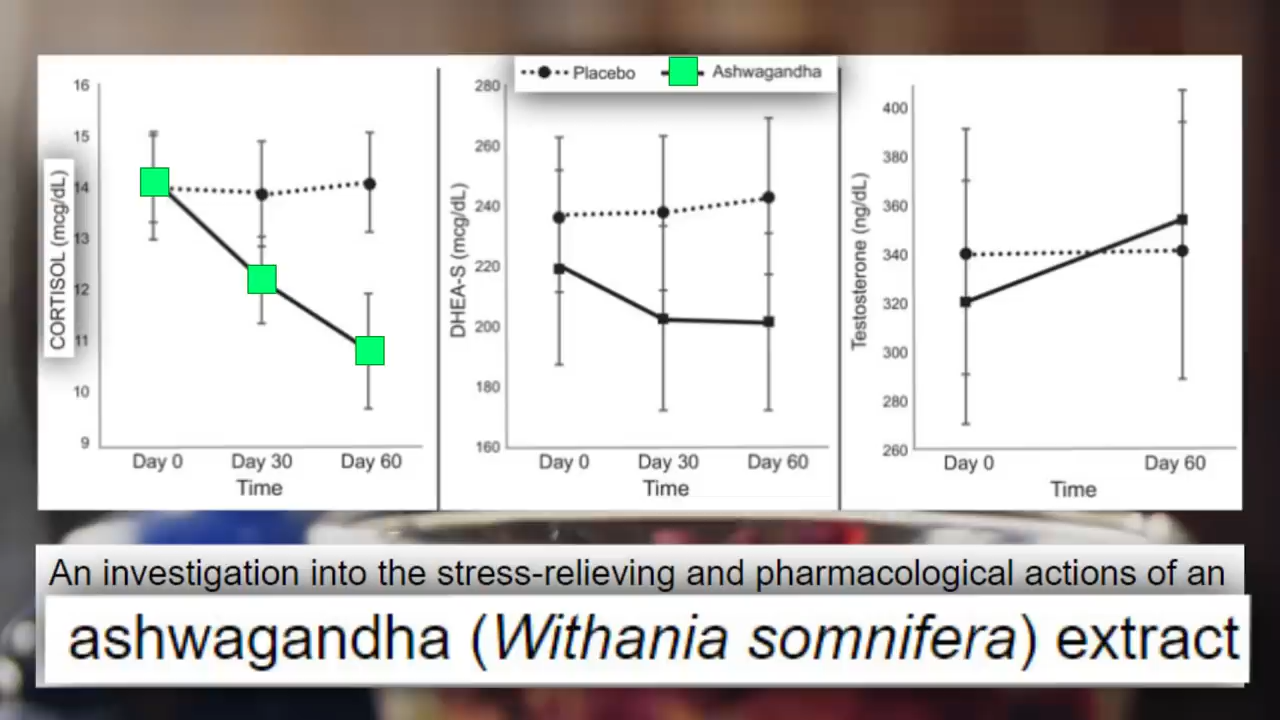 Placebo Ashwagandha
CORTISOL (mcg/dL)
16
15
14
13
12
11
10
9
Day 0 Day 30 Day 60
Time
DHEA-S (mcg/dL)
280
260
240
220
200
180
160
Day 0 Day 30 Day 60
Time
Testosterone (ng/dL)
400
380
360
340
320
300
280
260
Day 0 Day 60
Time
An investigation into the stress-relieving and pharmacological actions of an
ashwagandha (Withania somnifera) extract